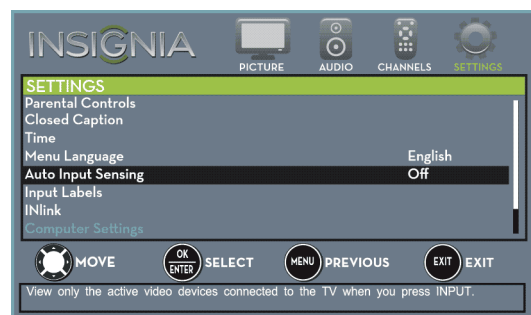 INSIGNIA
PICTURE AUDIO CHANNELS SETTINGS
SETTINGS
Parental Controls
Closed Caption
Time
Menu Language English
Auto Input Sensing Off
Input Labels
INlink
Computer Settings
MOVE OK ENTER SELECT MENU PREVIOUS EXIT EXIT
View only the active video devices connected to the TV when you press INPUT.